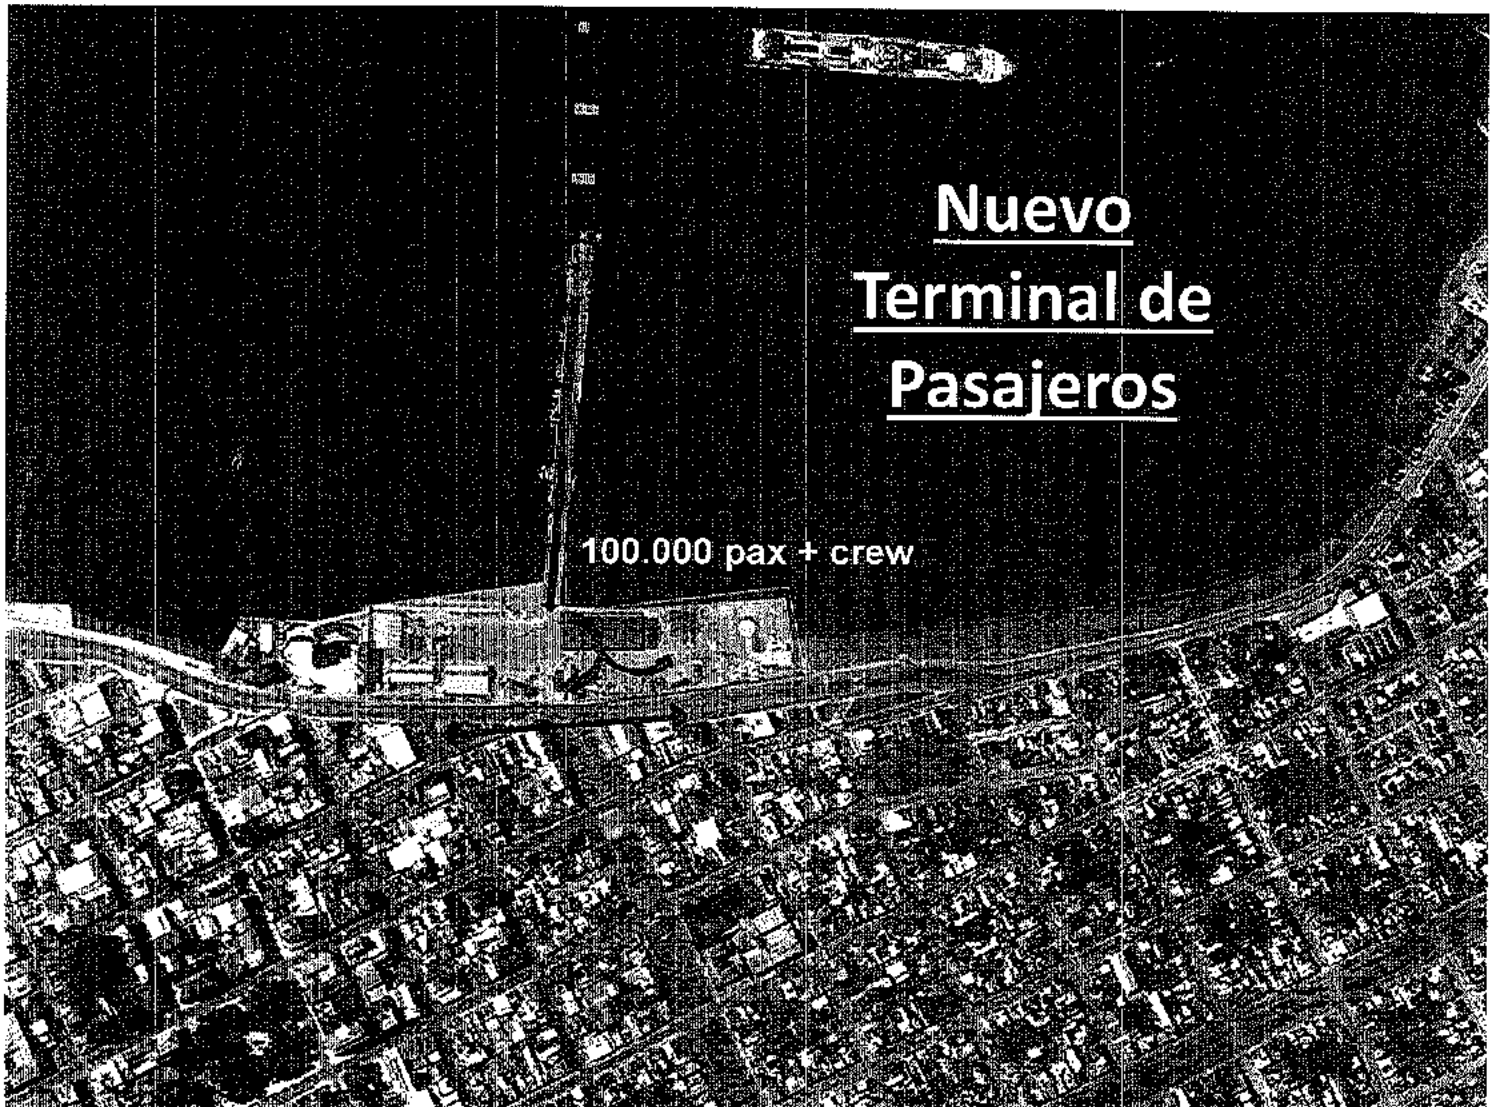 Nuevo
Terminal de
Pasajeros
100.000 pax + crew